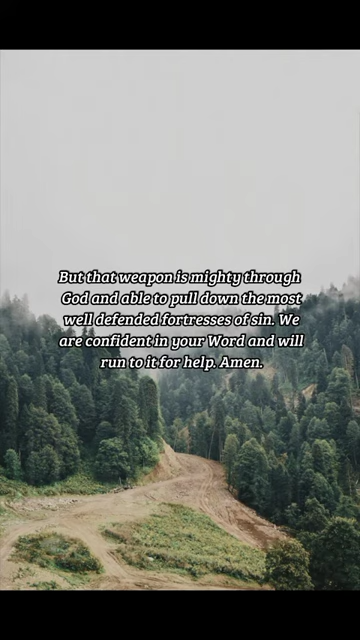 But that weapon is mighty through
God and able to pull down the most
well defended fortresses of sin. We
are confident in your Word and will
run to it for help. Amen.